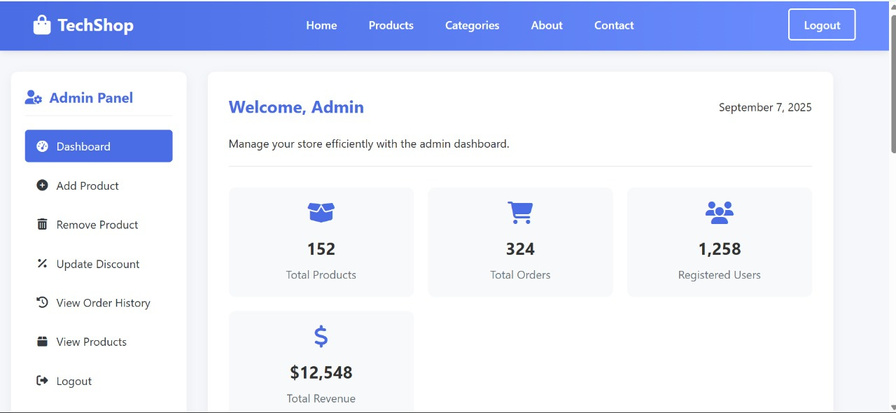 TechShop
Home Products Categories About Contact
Logout
Admin Panel
Dashboard
Add Product
Remove Product
Update Discount
View Order History
View Products
Logout
Welcome, Admin
September 7, 2025
Manage your store efficiently with the admin dashboard.
152
Total Products
324
Total Orders
1,258
Registered Users
$12,548
Total Revenue